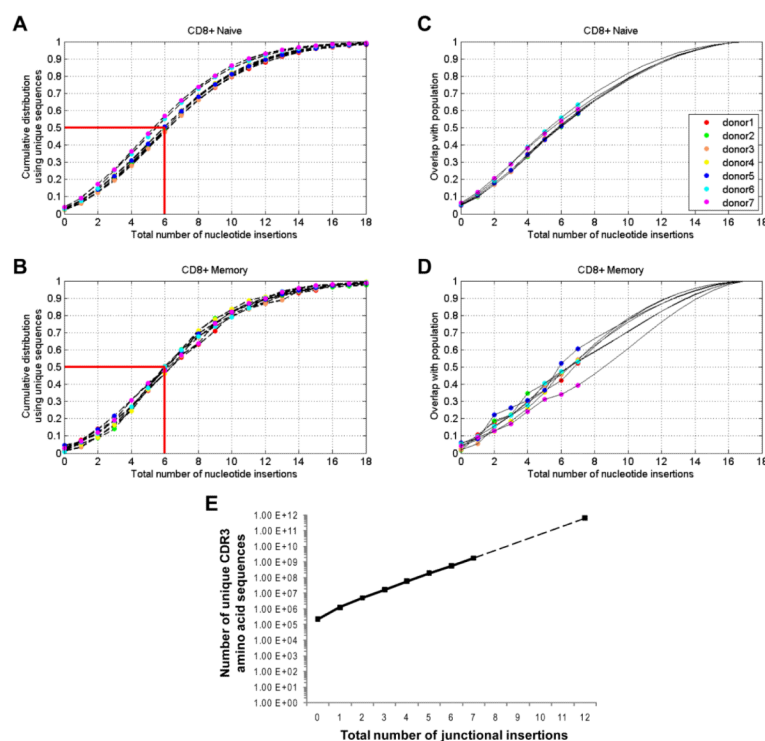 A
CD8+ Naive
Cumulative distribution
using unique sequences
1
0.9
0.8
0.7
0.6
0.5
0.4
0.3
0.2
0.1
0
0 2 4 6 8 10 12 14 16 18
Total number of nucleotide insertions
C
CD8+ Naive
Overlap with population
1
0.9
0.8
0.7
0.6
0.5
0.4
0.3
0.2
0.1
0
0 2 4 6 8 10 12 14 16 18
Total number of nucleotide insertions
donor1
donor2
donor3
donor4
donor5
donor6
donor7
B
CD8+ Memory
Cumulative distribution
using unique sequences
1
0.9
0.8
0.7
0.6
0.5
0.4
0.3
0.2
0.1
0
0 2 4 6 8 10 12 14 16 18
Total number of nucleotide insertions
D
CD8+ Memory
Overlap with population
1
0.9
0.8
0.7
0.6
0.5
0.4
0.3
0.2
0.1
0
0 2 4 6 8 10 12 14 16 18
Total number of nucleotide insertions
E
Number of unique CDR3
amino acid sequences
1.00 E+12
1.00 E+11
1.00 E+10
1.00 E+09
1.00 E+08
1.00 E+07
1.00 E+06
1.00 E+05
1.00 E+04
1.00 E+03
1.00 E+02
1.00 E+01
1.00 E+00
0 1 2 3 4 5 6 7 8 9 10 11 12
Total number of junctional insertions